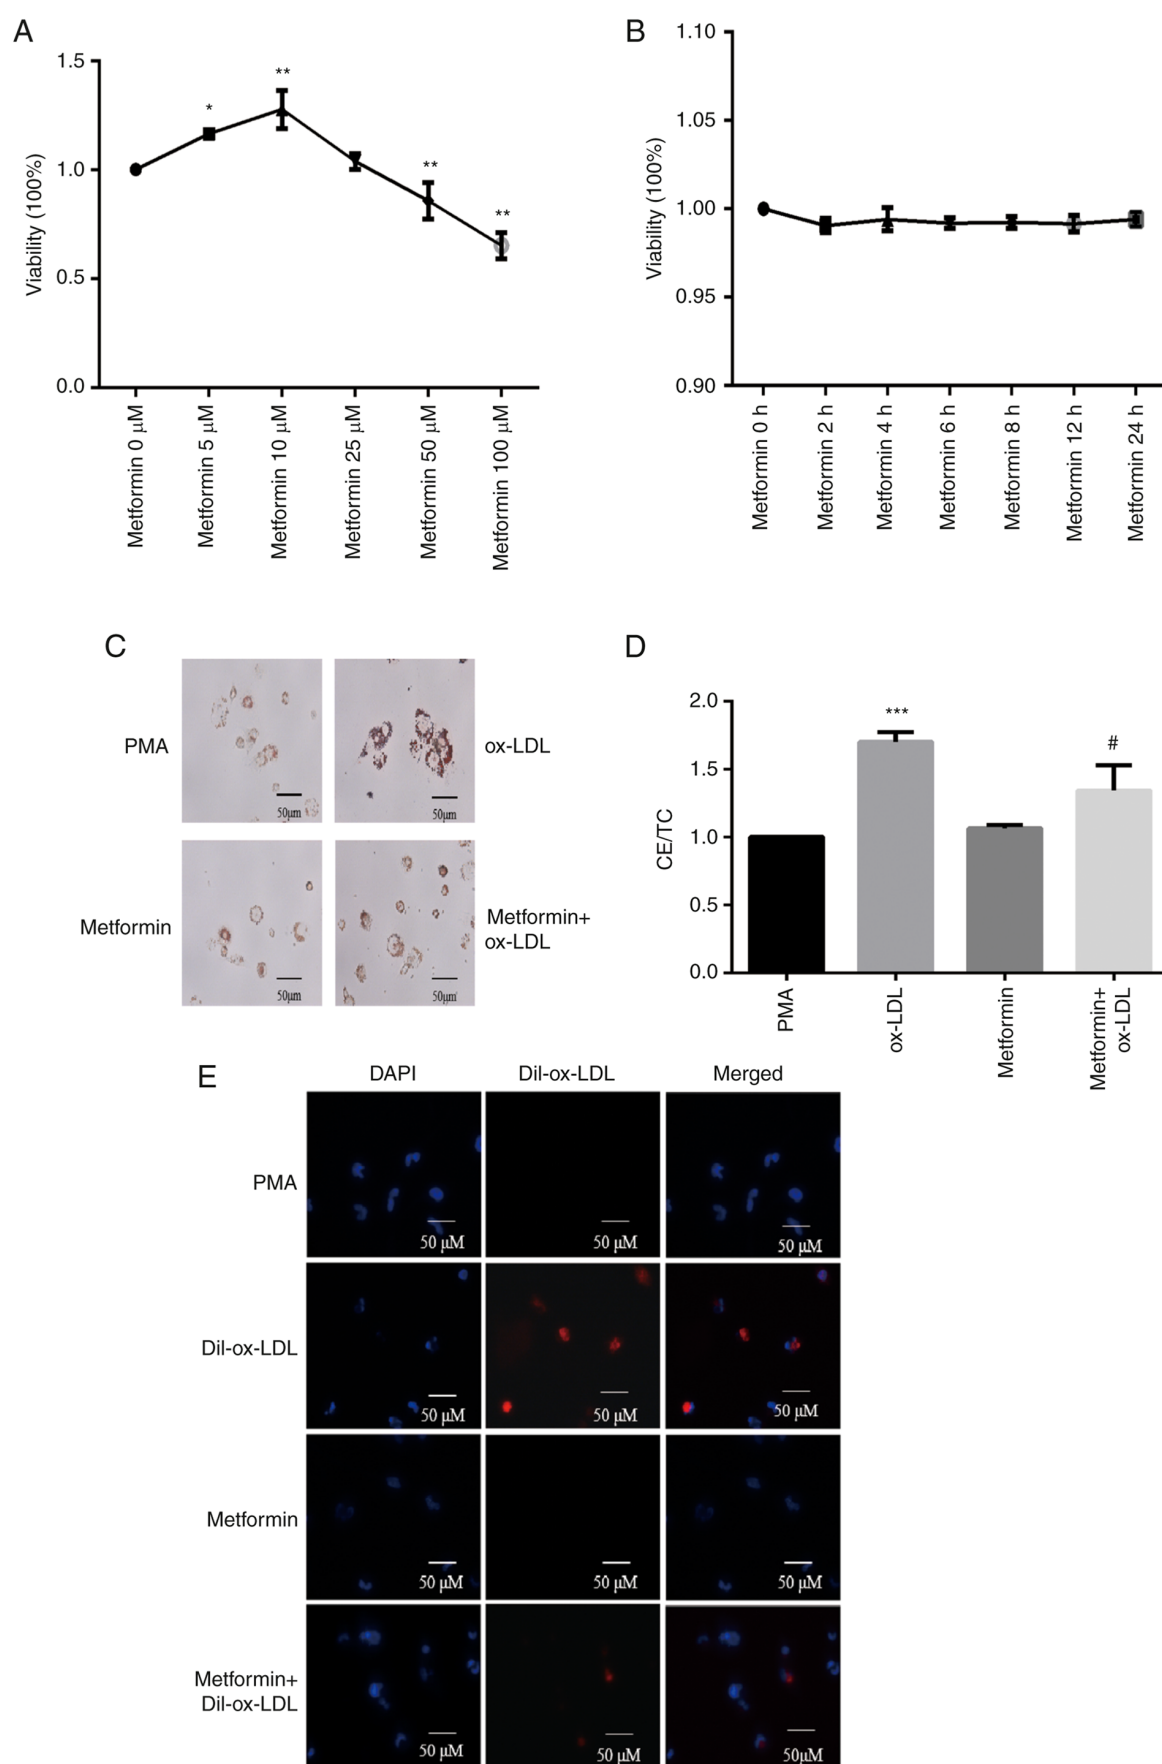 A
1.5
1.0
0.5
0.0
Viability (100%)
*
**
**
**
Metformin 0 µM
Metformin 5 µM
Metformin 10 µM
Metformin 25 µM
Metformin 50 µM
Metformin 100 µM
B
1.10
1.05
1.00
0.95
0.90
Viability (100%)
Metformin 0 h
Metformin 2 h
Metformin 4 h
Metformin 6 h
Metformin 8 h
Metformin 12 h
Metformin 24 h
C
PMA
50µm
ox-LDL
50µm
Metformin
50µm
Metformin+
ox-LDL
50µm
D
2.0
1.5
1.0
0.5
0.0
CE/TC
***
#
PMA
ox-LDL
Metformin
Metformin+
ox-LDL
E
DAPI
Dil-ox-LDL
Merged
PMA
50 µM
50 µM
50 µM
Dil-ox-LDL
50 µM
50 µM
50 µM
Metformin
50 µM
50 µM
50 µM
Metformin+
Dil-ox-LDL
50 µM
50 µM
50µM